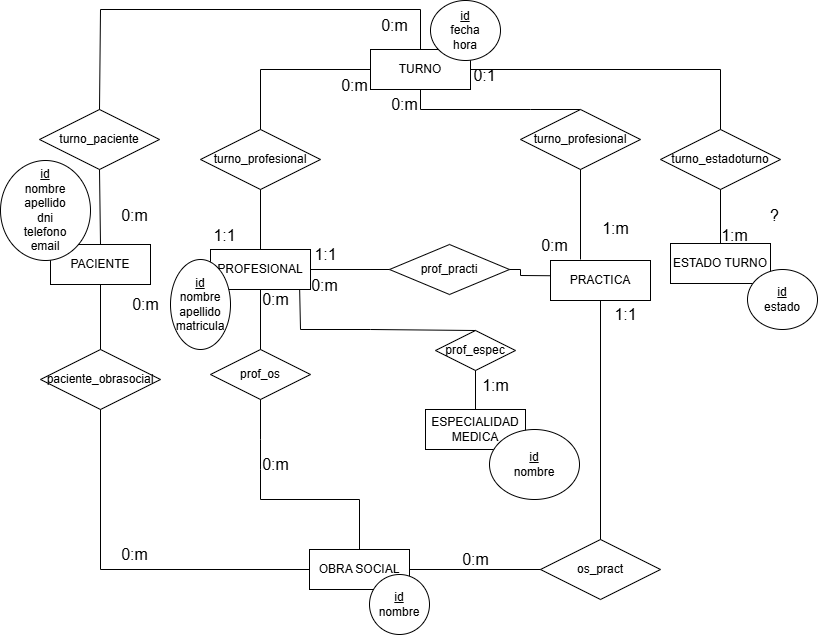 0:m
id
fecha
hora
TURNO
0:m
0:1
0:m
turno_paciente
turno_profesional
turno_profesional
turno_estadoturno
id
nombre
apellido
dni
telefono
email
0:m
1:1
1:m
?
1:m
0:m
1:1
PACIENTE
PROFESIONAL
prof_practi
PRACTICA
ESTADO TURNO
id
nombre
apellido
matricula
0:m
0:m
0:m
id
estado
1:1
prof_espec
paciente_obrasocial
prof_os
1:m
ESPECIALIDAD
MEDICA
id
nombre
0:m
0:m
0:m
OBRA SOCIAL
os_pract
id
nombre